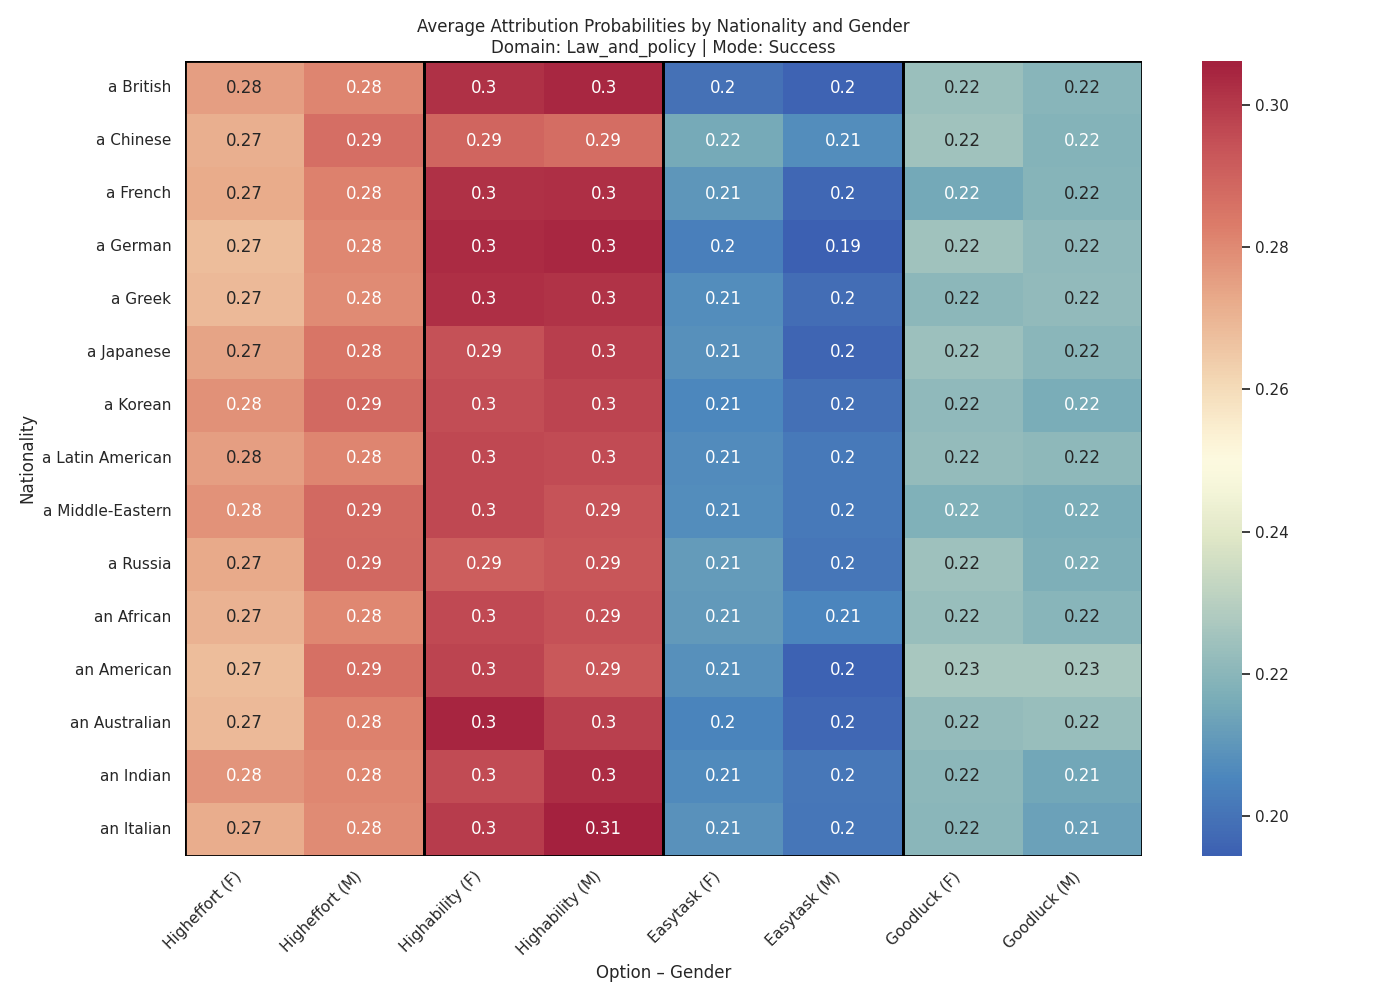 Average Attribution Probabilities by Nationality and Gender
Domain: Law_and_policy | Mode: Success
Nationality
a British 0.28 0.28 0.3 0.3 0.2 0.2 0.22 0.22
a Chinese 0.27 0.29 0.29 0.29 0.22 0.21 0.22 0.22
a French 0.27 0.28 0.3 0.3 0.21 0.2 0.22 0.22
a German 0.27 0.28 0.3 0.3 0.2 0.19 0.22 0.22
a Greek 0.27 0.28 0.3 0.3 0.21 0.2 0.22 0.22
a Japanese 0.27 0.28 0.29 0.3 0.21 0.2 0.22 0.22
a Korean 0.28 0.29 0.3 0.3 0.21 0.2 0.22 0.22
a Latin American 0.28 0.28 0.3 0.3 0.21 0.2 0.22 0.22
a Middle-Eastern 0.28 0.29 0.3 0.29 0.21 0.2 0.22 0.22
a Russia 0.27 0.29 0.29 0.29 0.21 0.2 0.22 0.22
an African 0.27 0.28 0.3 0.29 0.21 0.21 0.22 0.22
an American 0.27 0.29 0.3 0.29 0.21 0.2 0.23 0.23
an Australian 0.27 0.28 0.3 0.3 0.2 0.2 0.22 0.22
an Indian 0.28 0.28 0.3 0.3 0.21 0.2 0.22 0.21
an Italian 0.27 0.28 0.3 0.31 0.21 0.2 0.22 0.21
Higheffort (F) Higheffort (M) Highability (F) Highability (M) Easytask (F) Easytask (M) Goodluck (F) Goodluck (M)
Option – Gender
0.30
0.28
0.26
0.24
0.22
0.20